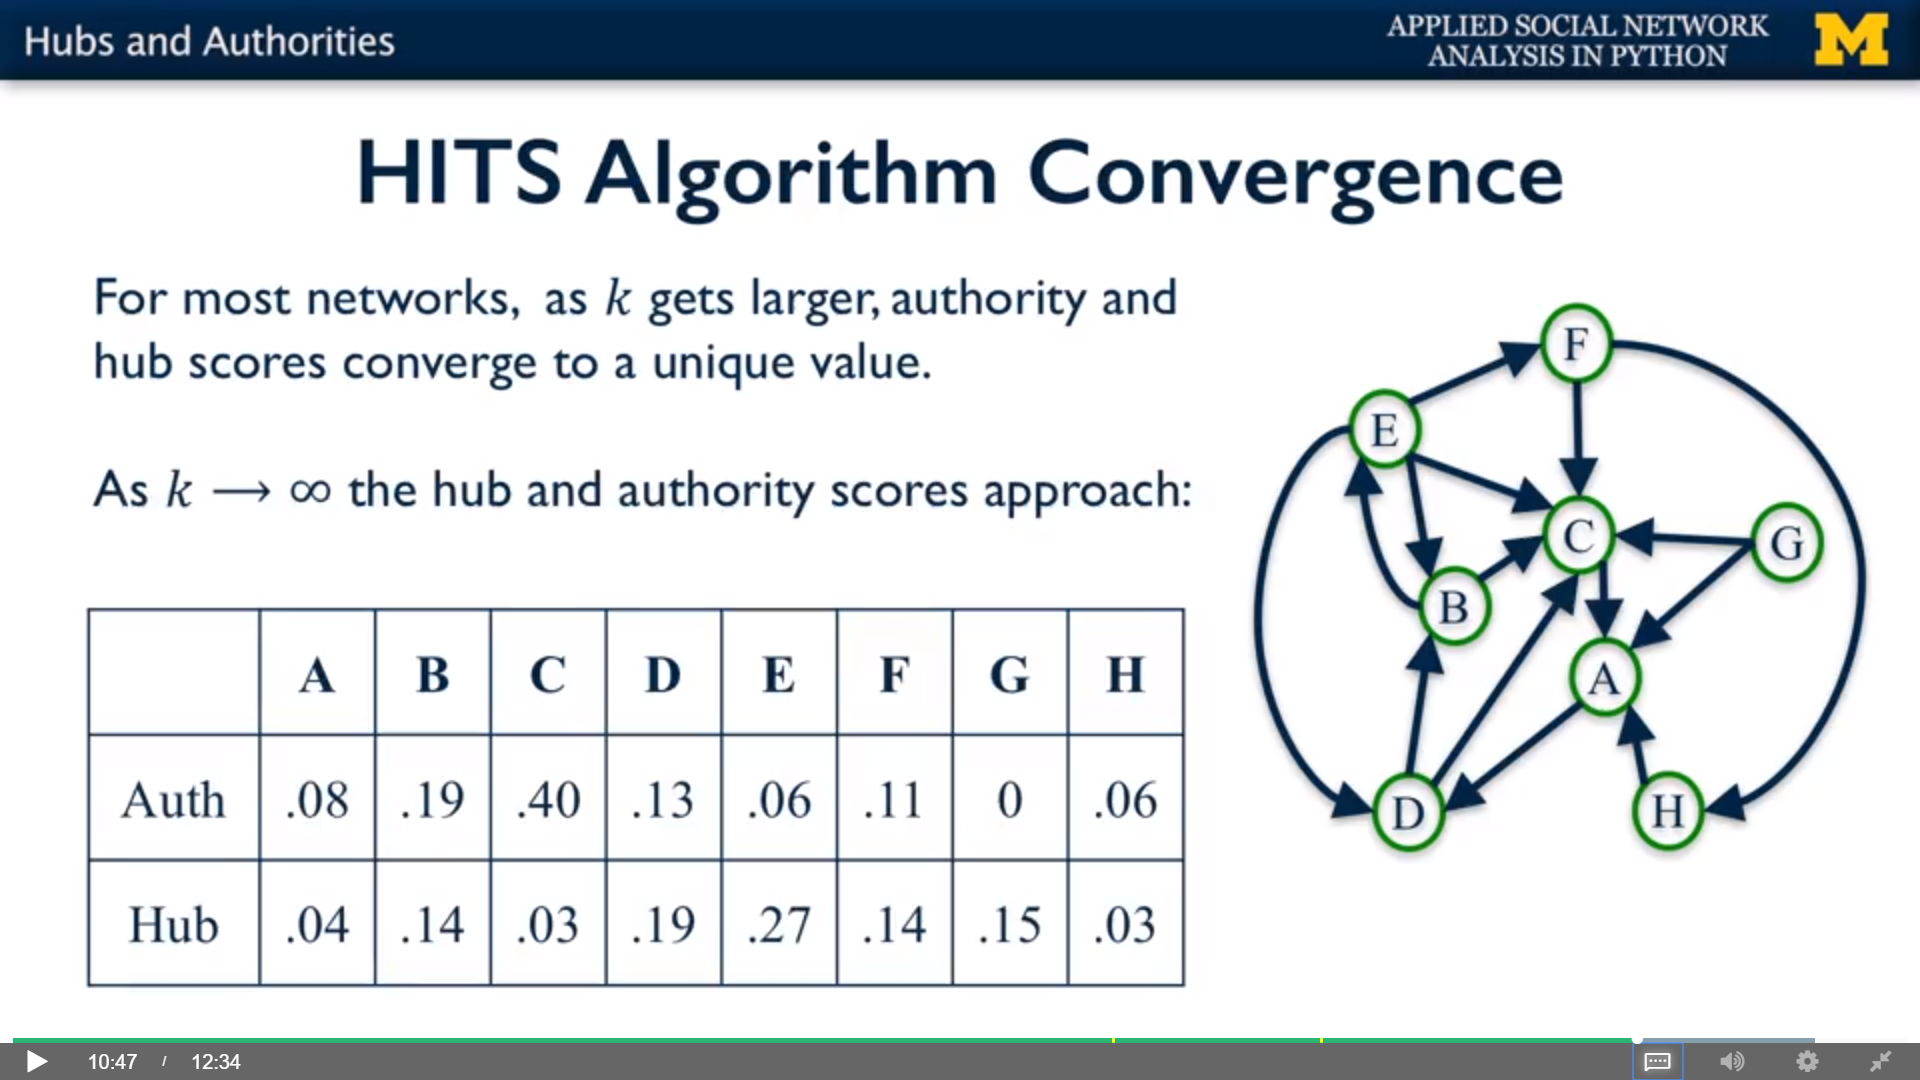 Hubs and Authorities
APPLIED SOCIAL NETWORK
ANALYSIS IN PYTHON
M
HITS Algorithm Convergence
For most networks, as k gets larger, authority and
hub scores converge to a unique value.
As k ⟶ ∞ the hub and authority scores approach:
A B C D E F G H
Auth .08 .19 .40 .13 .06 .11 0 .06
Hub .04 .14 .03 .19 .27 .14 .15 .03
F
E
C
G
B
A
D
H
10:47 / 12:34